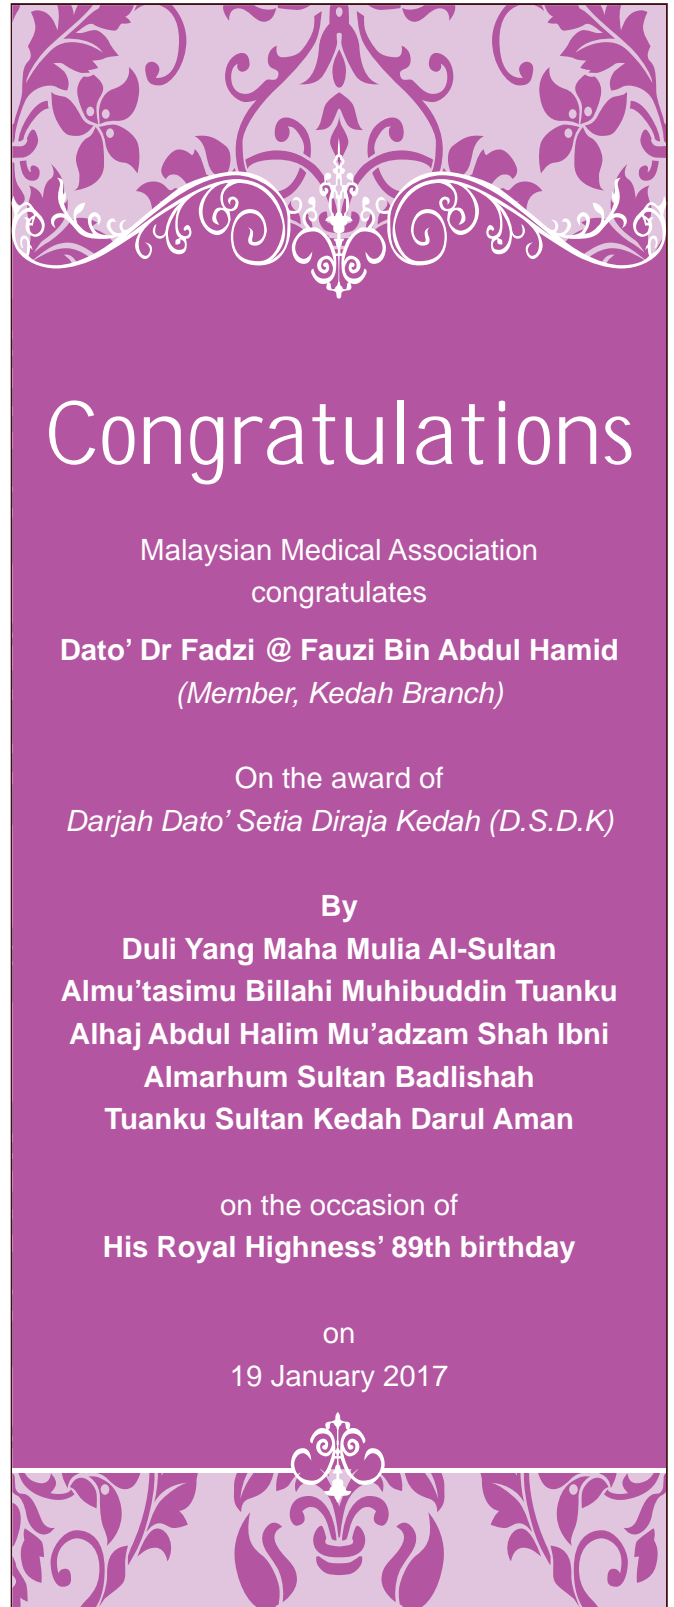 Congratulations
Malaysian Medical Association
congratulates
Dato’ Dr Fadzi @ Fauzi Bin Abdul Hamid
(Member, Kedah Branch)
On the award of
Darjah Dato’ Setia Diraja Kedah (D.S.D.K)
By
Duli Yang Maha Mulia Al-Sultan
Almu’tasimu Billahi Muhibuddin Tuanku
Alhaj Abdul Halim Mu’adzam Shah Ibni
Almarhum Sultan Badlishah
Tuanku Sultan Kedah Darul Aman
on the occasion of
His Royal Highness’ 89th birthday
on
19 January 2017